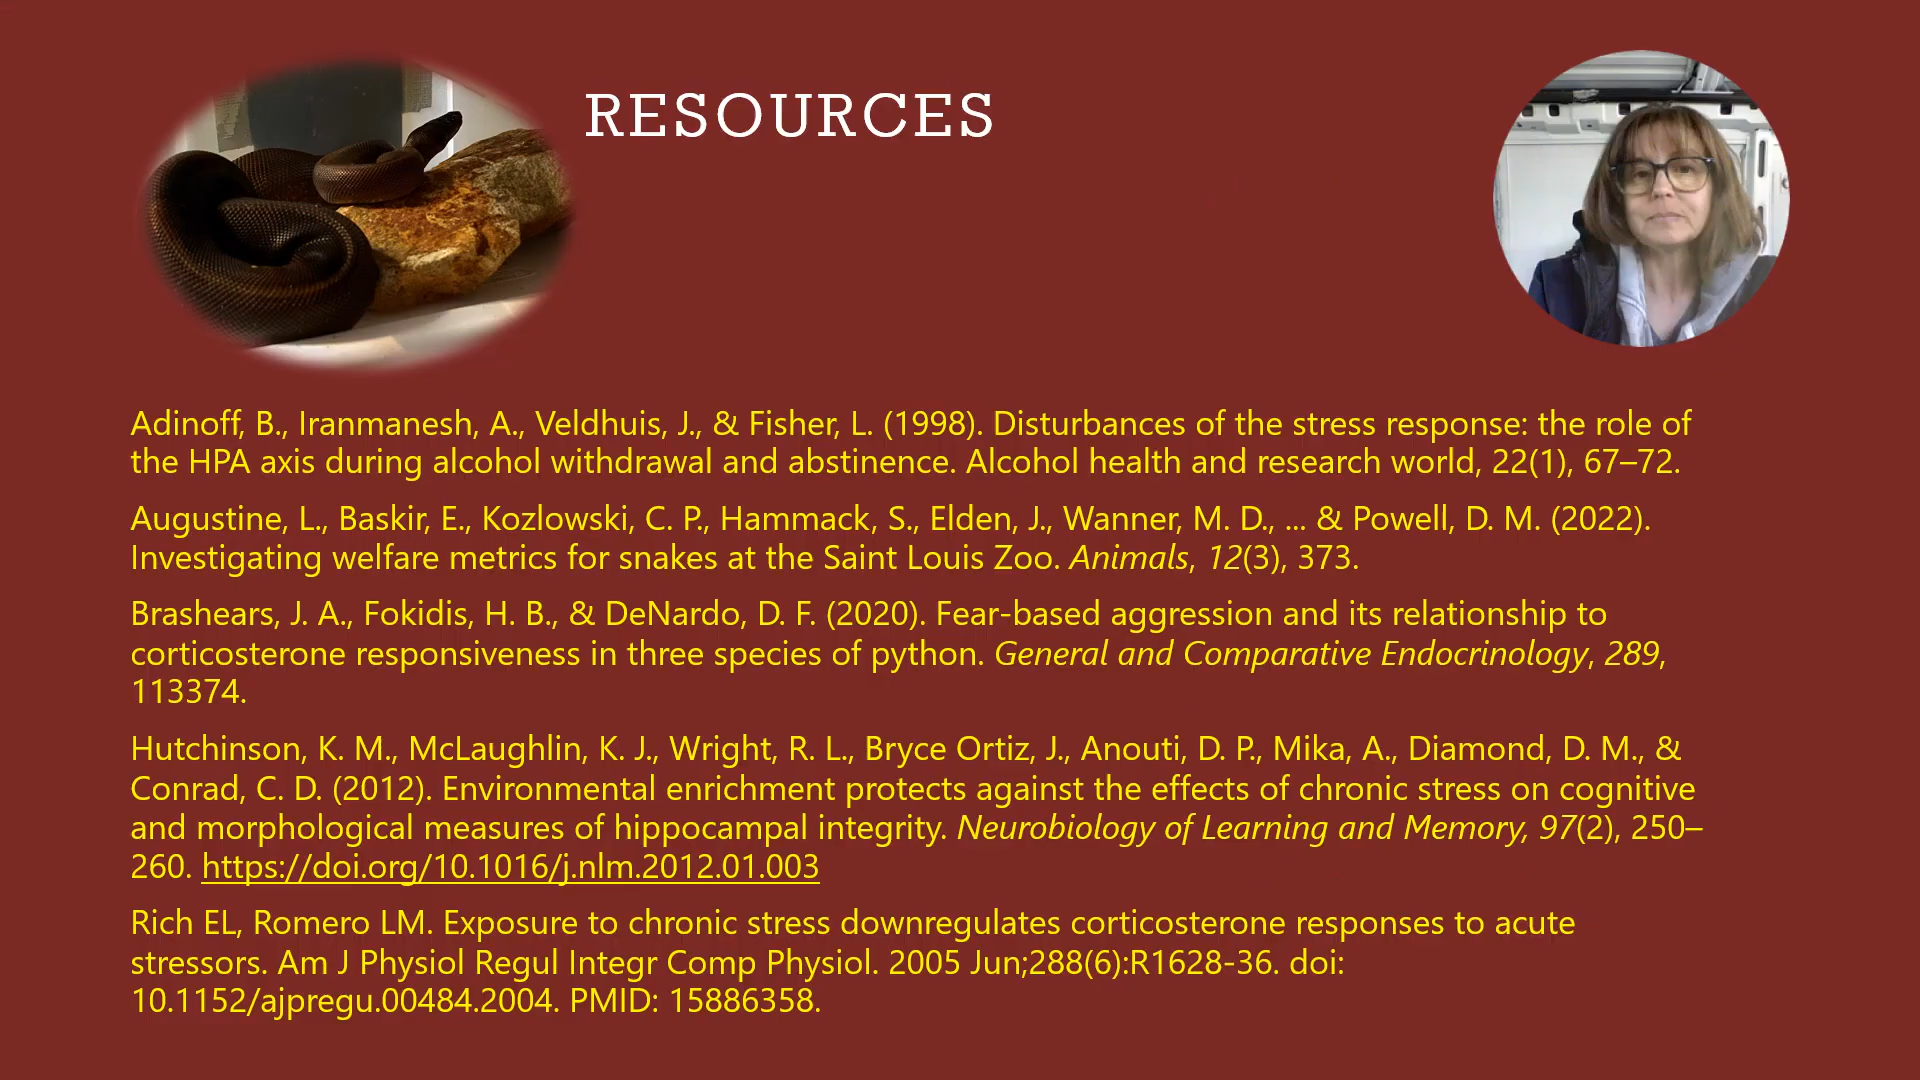 RESOURCES
Adinoff, B., Iranmanesh, A., Veldhuis, J., & Fisher, L. (1998). Disturbances of the stress response: the role of
the HPA axis during alcohol withdrawal and abstinence. Alcohol health and research world, 22(1), 67–72.
Augustine, L., Baskir, E., Kozlowski, C. P., Hammack, S., Elden, J., Wanner, M. D., ... & Powell, D. M. (2022).
Investigating welfare metrics for snakes at the Saint Louis Zoo. Animals, 12(3), 373.
Brashears, J. A., Fokidis, H. B., & DeNardo, D. F. (2020). Fear-based aggression and its relationship to
corticosterone responsiveness in three species of python. General and Comparative Endocrinology, 289,
113374.
Hutchinson, K. M., McLaughlin, K. J., Wright, R. L., Bryce Ortiz, J., Anouti, D. P., Mika, A., Diamond, D. M., &
Conrad, C. D. (2012). Environmental enrichment protects against the effects of chronic stress on cognitive
and morphological measures of hippocampal integrity. Neurobiology of Learning and Memory, 97(2), 250–
260. https://doi.org/10.1016/j.nlm.2012.01.003
Rich EL, Romero LM. Exposure to chronic stress downregulates corticosterone responses to acute
stressors. Am J Physiol Regul Integr Comp Physiol. 2005 Jun;288(6):R1628-36. doi:
10.1152/ajpregu.00484.2004. PMID: 15886358.